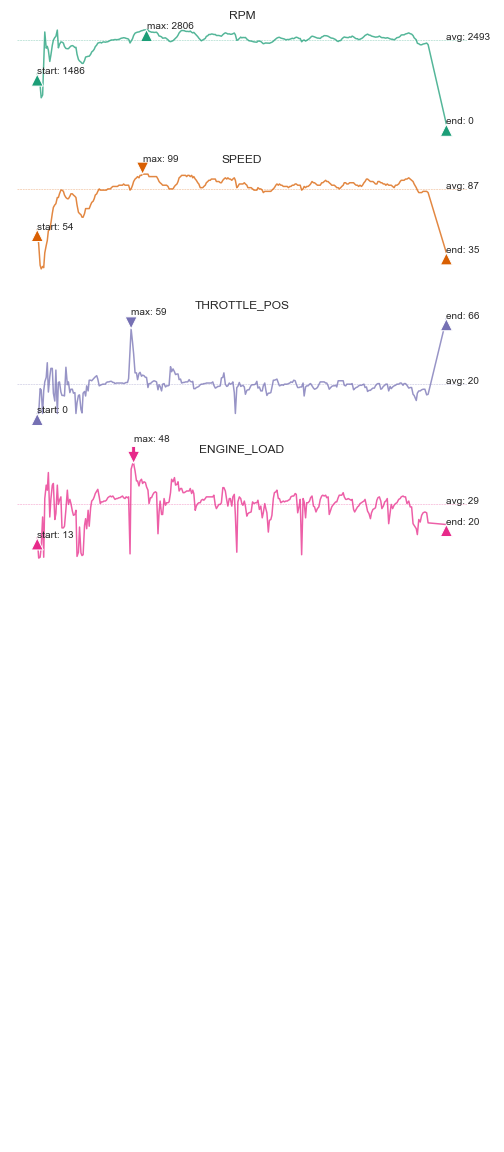 RPM
max: 2806
avg: 2493
start: 1486
end: 0
SPEED
max: 99
avg: 87
start: 54
end: 35
THROTTLE_POS
max: 59
end: 66
avg: 20
start: 0
ENGINE_LOAD
max: 48
avg: 29
end: 20
start: 13